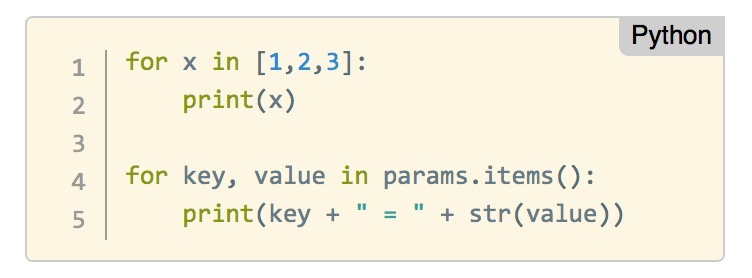 Python
1 for x in [1,2,3]:
2     print(x)
3
4 for key, value in params.items():
5     print(key + " = " + str(value))